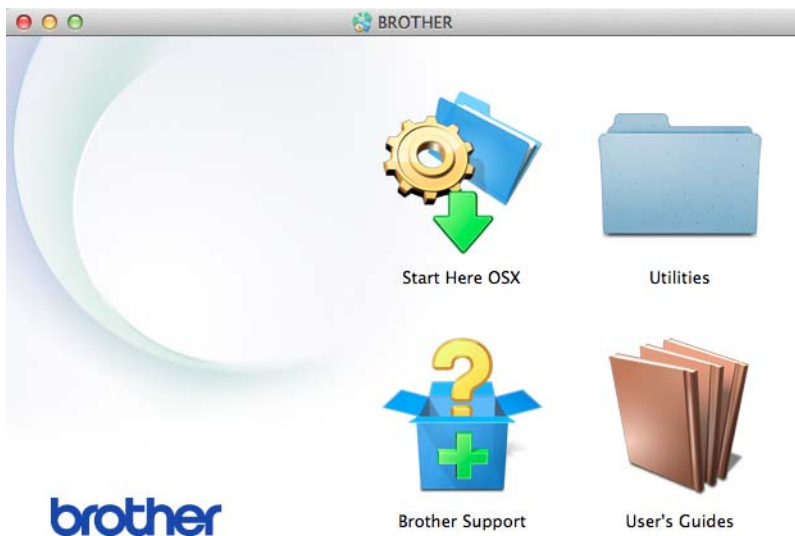 BROTHER
Start Here OSX
Utilities
Brother Support
User's Guides
brother